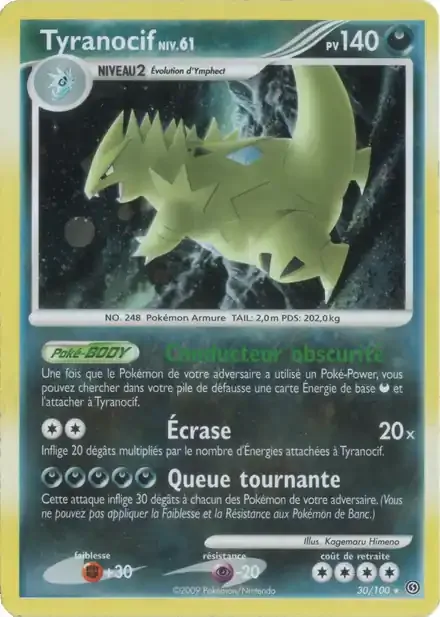 Tyranocif NIV.61 PV 140
NIVEAU2 Évolution d'Ymphect
NO. 248 Pokémon Armure TAIL: 2,0m PDS: 202,0kg
Poké-BODY Conducteur obscurité
Une fois que le Pokémon de votre adversaire a utilisé un Poké-Power, vous
pouvez chercher dans votre pile de défausse une carte Énergie de base et
l'attacher à Tyranocif.
Écrase 20x
Inflige 20 dégâts multipliés par le nombre d'Énergies attachées à Tyranocif.
Queue tournante
Cette attaque inflige 30 dégâts à chacun des Pokémon de votre adversaire. (Vous
ne pouvez pas appliquer la Faiblesse et la Résistance aux Pokémon de Banc.)
Illus. Kagemaru Himeno
faiblesse résistance coût de retraite
+30 -20
©2009 Pokémon/Nintendo 30/100